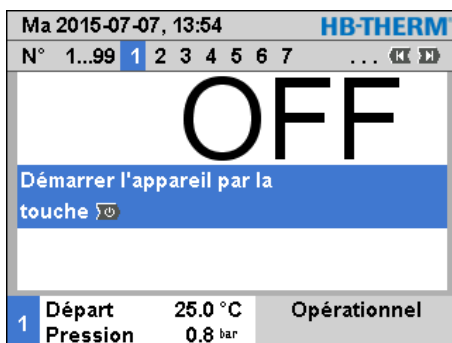 Ma 2015-07-07, 13:54 HB-THERM
N° 1...99 1 2 3 4 5 6 7 ...
OFF
Démarrer l'appareil par la
touche
1 Départ 25.0 °C Opérationnel
Pression 0.8 bar